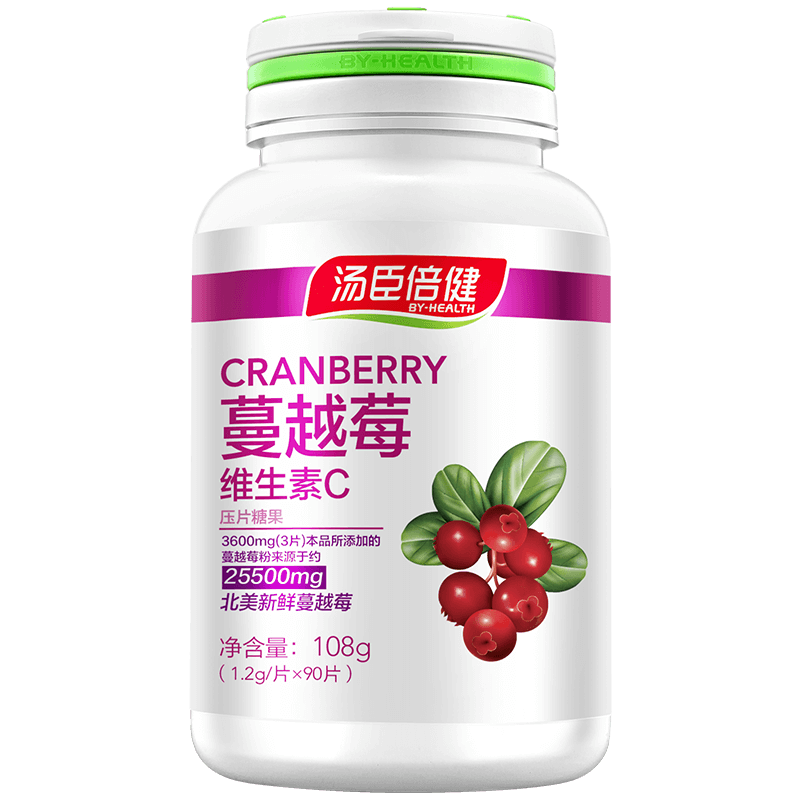 BY-HEALTH
汤臣倍健
BY-HEALTH
CRANBERRY
蔓越莓
维生素C
压片糖果
3600mg(3片)本品所添加的
蔓越莓粉来源于约
25500mg
北美新鲜蔓越莓
净含量：108g
（1.2g/片×90片）